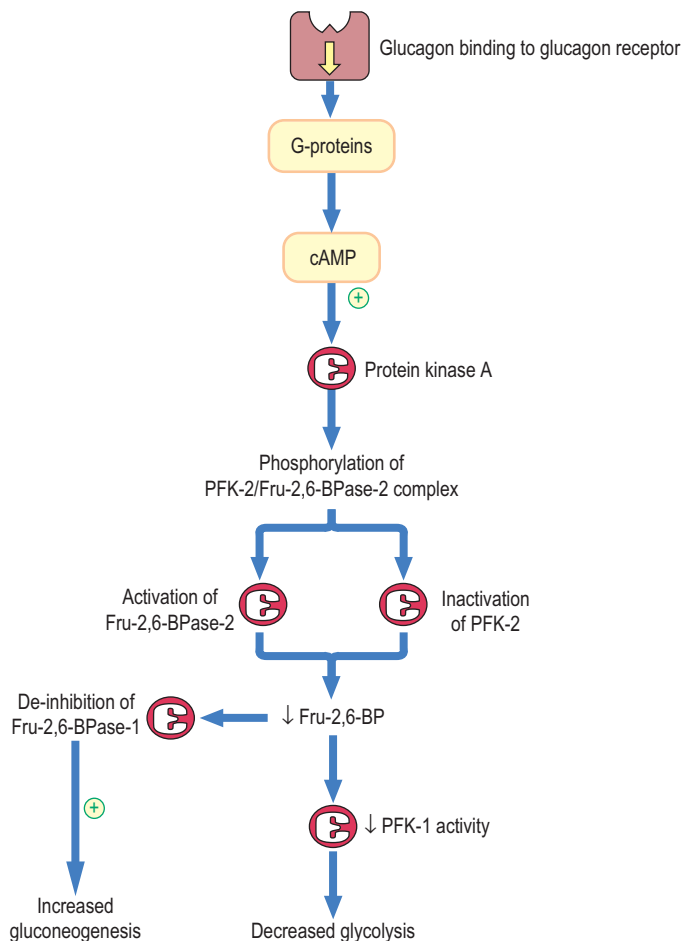 Glucagon binding to glucagon receptor
G-proteins
cAMP
+
Protein kinase A
Phosphorylation of
PFK-2/Fru-2,6-BPase-2 complex
Activation of
Fru-2,6-BPase-2
Inactivation
of PFK-2
De-inhibition of
Fru-2,6-BPase-1
↓ Fru-2,6-BP
+
↓ PFK-1 activity
Increased
gluconeogenesis
Decreased glycolysis